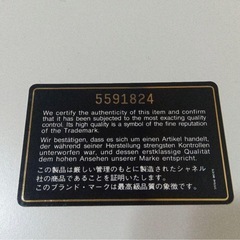 5591824
We certify the authenticity of this item and confirm
that it has been subjected to the most exacting quality
control. Its high quality is a symbol of the fine reputation
of the Trademark.
Wir bestätigen, dass es sich um einen Artikel handelt,
der während seiner Herstellung strengsten Kontrollen
unterworfen war, und dessen erstklassige Qualität
dem hohen Ansehen unserer Marke entspricht.
この製品は厳しい管理のもとに製造されたシャネル
社の商品であることを証明いたします。
このブランド・マークは最高級品質の象徴です。